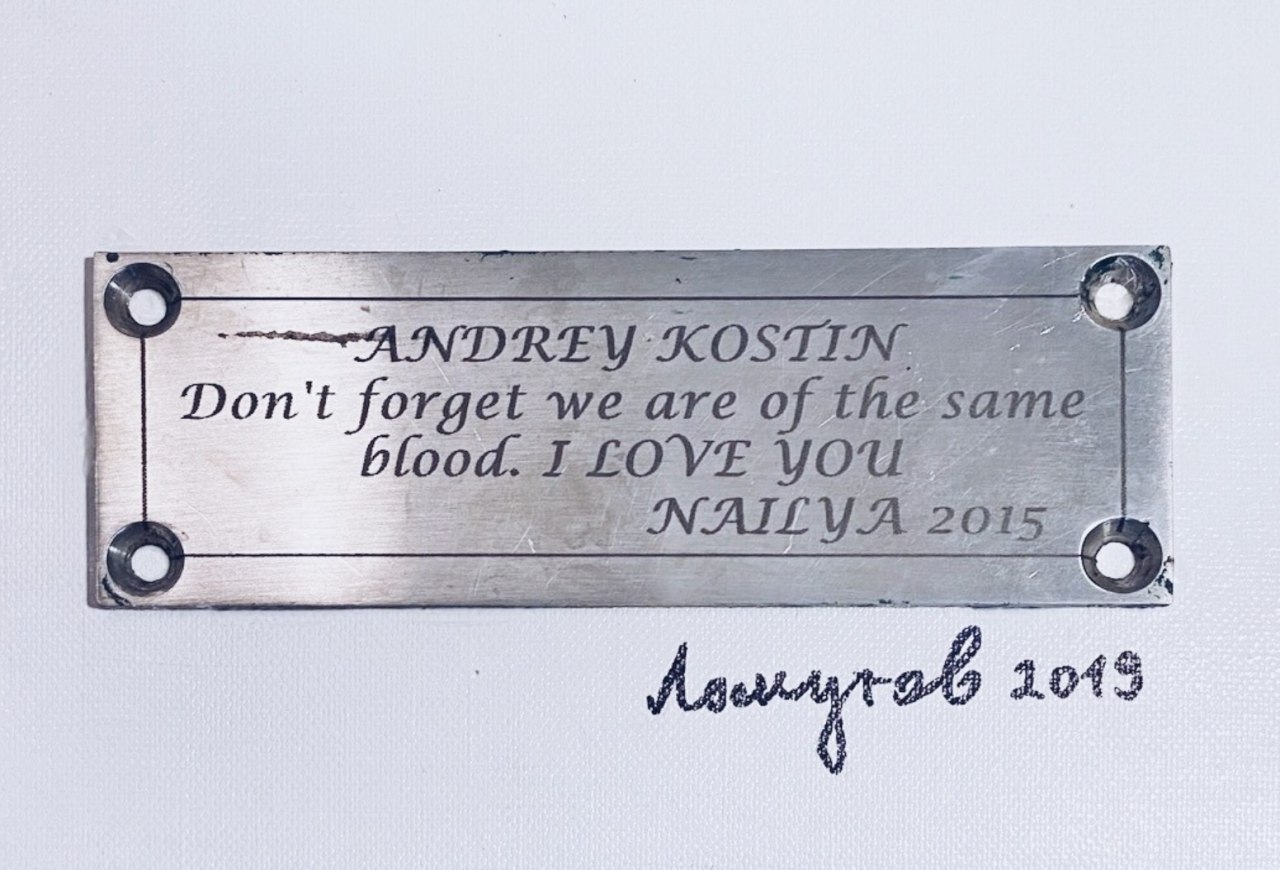 ANDREY KOSTIN
Don't forget we are of the same
blood. I LOVE YOU
NAILYA 2015
2019